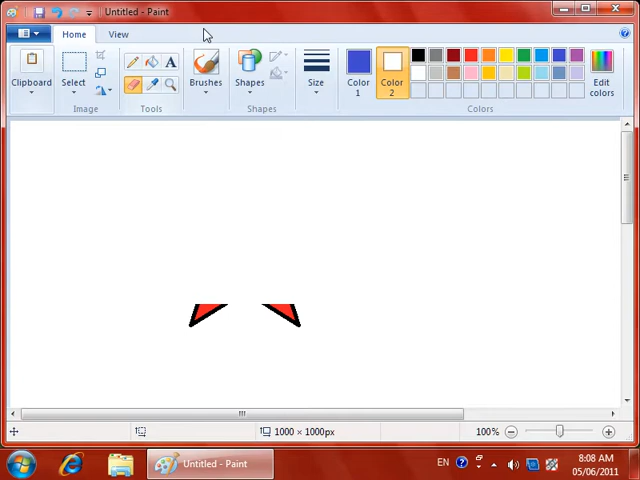 Untitled - Paint
Home View
Clipboard Select Brushes Shapes Size Color 1 Color 2 Edit colors
Image Tools Shapes Colors
1000 × 1000px 100%
Untitled - Paint EN 8:08 AM
05/06/2011